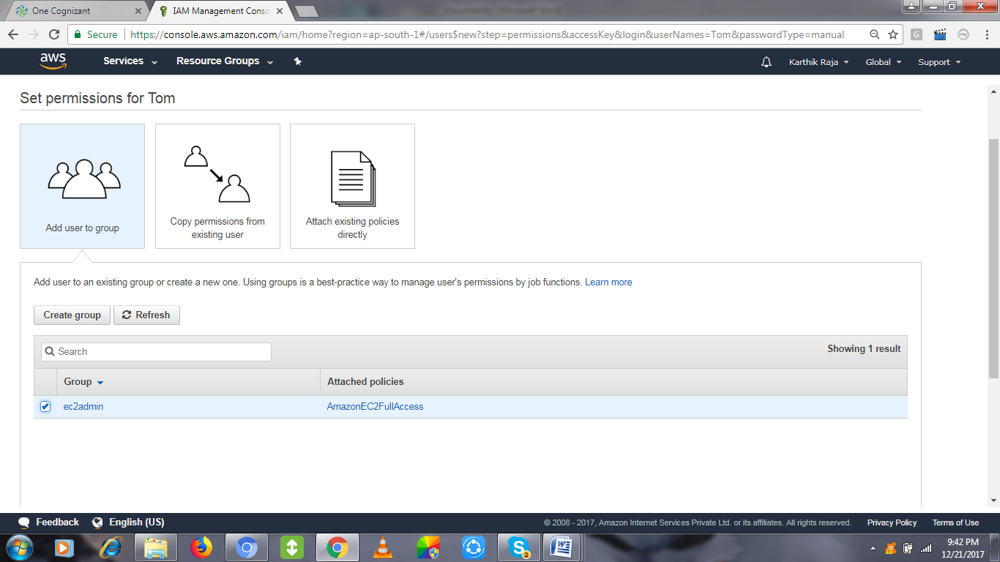 One Cognizant
IAM Management Conso
Secure
https://console.aws.amazon.com/iam/home?region=ap-south-1#/users$new?step=permissions&accessKey&login&userNames=Tom&passwordType=manual
G
my
aws
Services
Resource Groups
Karthik Raja
Global
Support
Set permissions for Tom
Add user to group
Copy permissions from
existing user
Attach existing policies
directly
Add user to an existing group or create a new one. Using groups is a best-practice way to manage user's permissions by job functions. Learn more
Create group
Refresh
Search
Showing 1 result
Group
Attached policies
ec2admin
AmazonEC2FullAccess
Feedback
English (US)
© 2008 - 2017, Amazon Internet Services Private Ltd. or its affiliates. All rights reserved.
Privacy Policy
Terms of Use
2
9:42 PM
12/21/2017